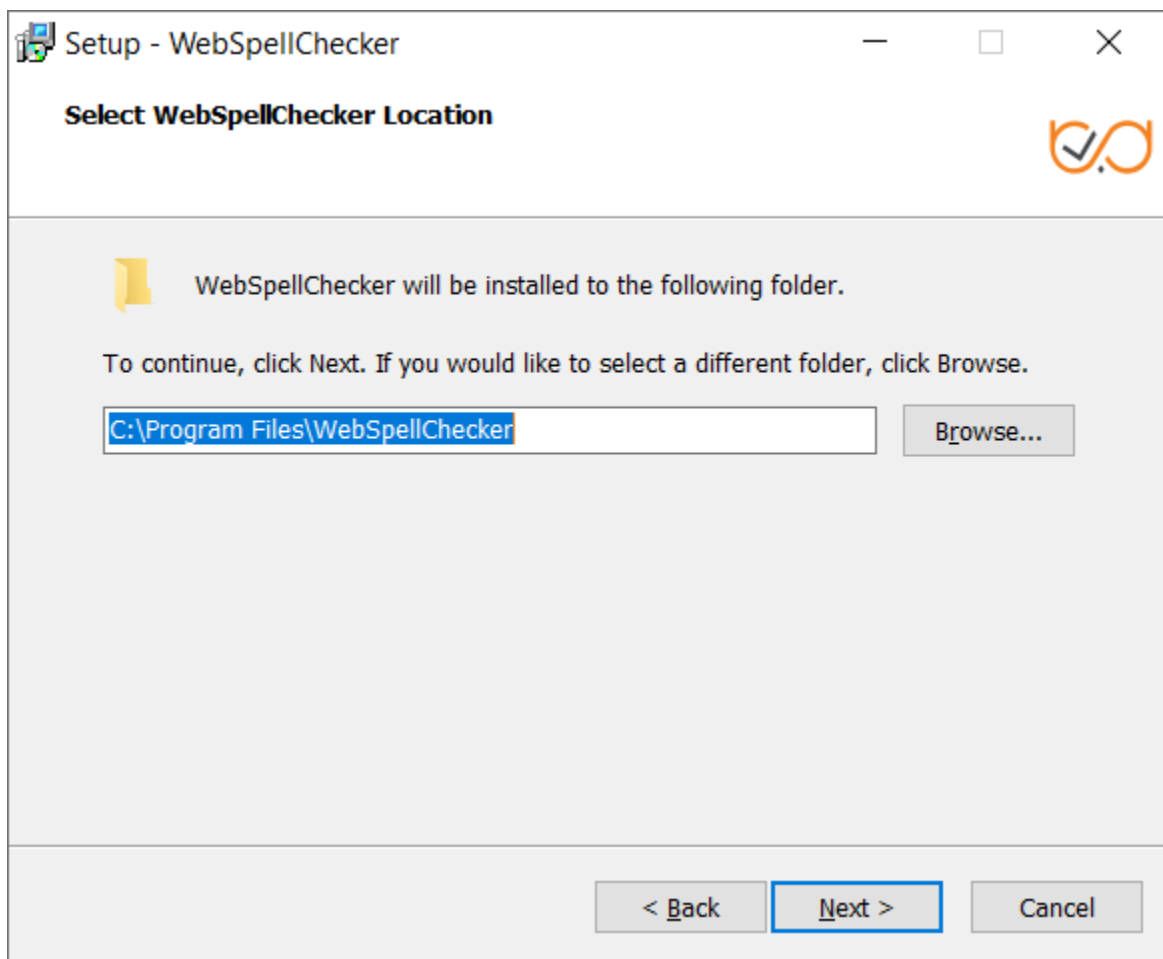 Setup - WebSpellChecker
Select WebSpellChecker Location
WebSpellChecker will be installed to the following folder.
To continue, click Next. If you would like to select a different folder, click Browse.
C:\Program Files\WebSpellChecker
Browse...
< Back
Next >
Cancel